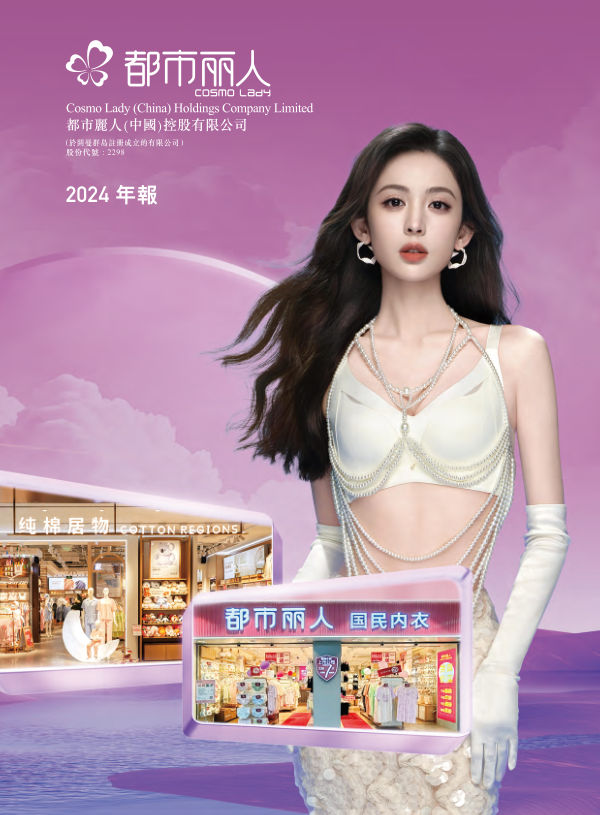 都市丽人
COSMO LADY
Cosmo Lady (China) Holdings Company Limited
都市麗人(中國)控股有限公司
(於開曼群島註冊成立的有限公司)
股份代號：2298
2024 年報
纯棉居物 COTTON REGIONS
都市丽人 国民内衣